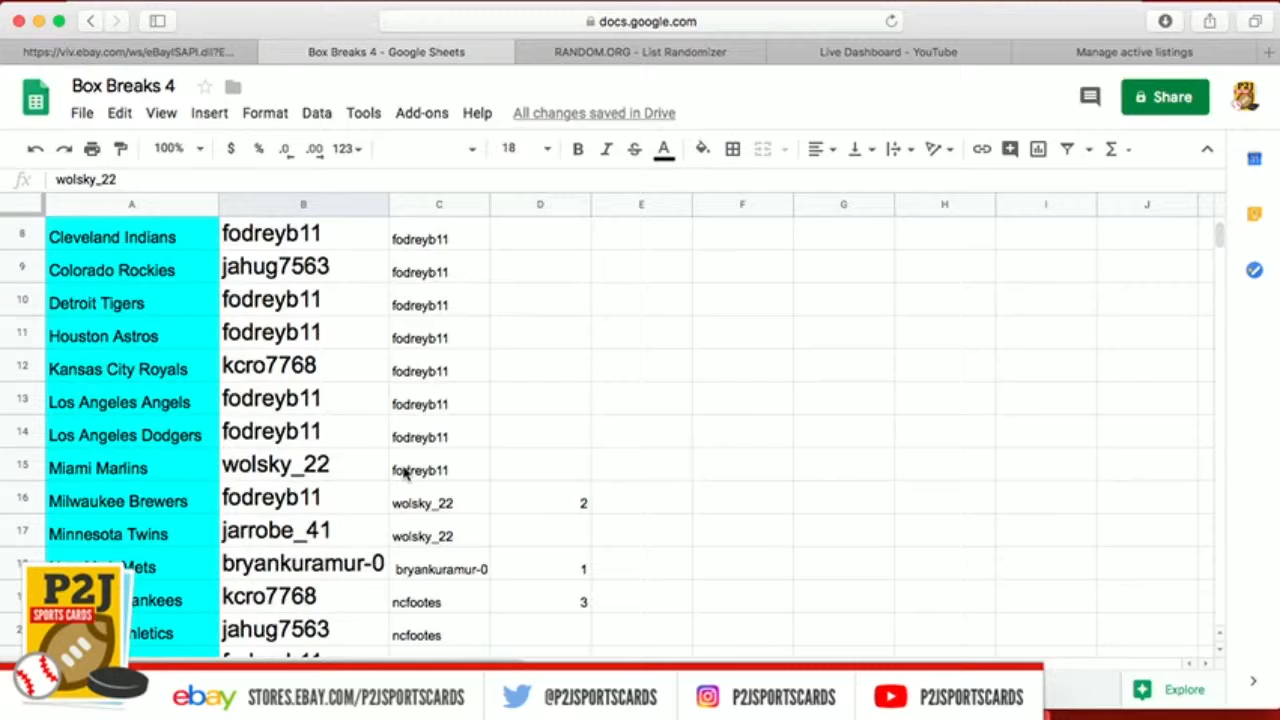 docs.google.com
https://viv.ebay.com/ws/eBayISAPI.dll?E...
Box Breaks 4 - Google Sheets
RANDOM.ORG - List Randomizer
Live Dashboard - YouTube
Manage active listings
Box Breaks 4
File Edit View Insert Format Data Tools Add-ons Help All changes saved in Drive
Share
100% $ % .0 .00 123 18 B I S A Σ
fx wolsky_22
A B C D E F G H I J
8 Cleveland Indians fodreyb11 fodreyb11
9 Colorado Rockies jahug7563 fodreyb11
10 Detroit Tigers fodreyb11 fodreyb11
11 Houston Astros fodreyb11 fodreyb11
12 Kansas City Royals kcro7768 fodreyb11
13 Los Angeles Angels fodreyb11 fodreyb11
14 Los Angeles Dodgers fodreyb11 fodreyb11
15 Miami Marlins wolsky_22 fodreyb11
16 Milwaukee Brewers fodreyb11 wolsky_22 2
17 Minnesota Twins jarrobe_41 wolsky_22
Mets bryankuramur-0 bryankuramur-0 1
ankees kcro7768 ncfootes 3
hletics jahug7563 ncfootes
P2J
SPORTS CARDS
ebay STORES.EBAY.COM/P2JSPORTSCARDS
@P2JSPORTSCARDS
P2JSPORTSCARDS
P2JSPORTSCARDS
Explore